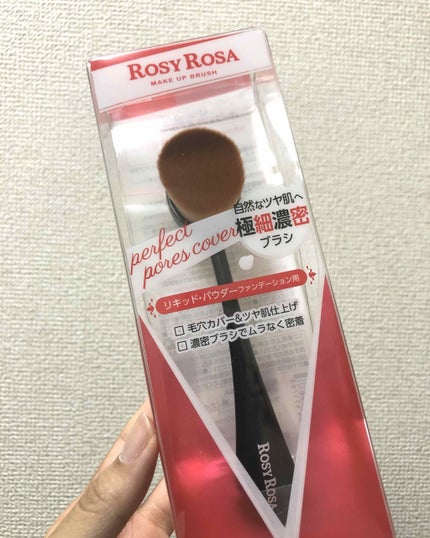 ROSY ROSA
MAKE UP BRUSH
自然なツヤ肌へ
極細濃密
ブラシ
perfect
pores cover
リキッド・パウダーファンデーション用
□ 毛穴カバー&ツヤ肌仕上げ
□ 濃密ブラシでムラなく密着
ROSY ROSA